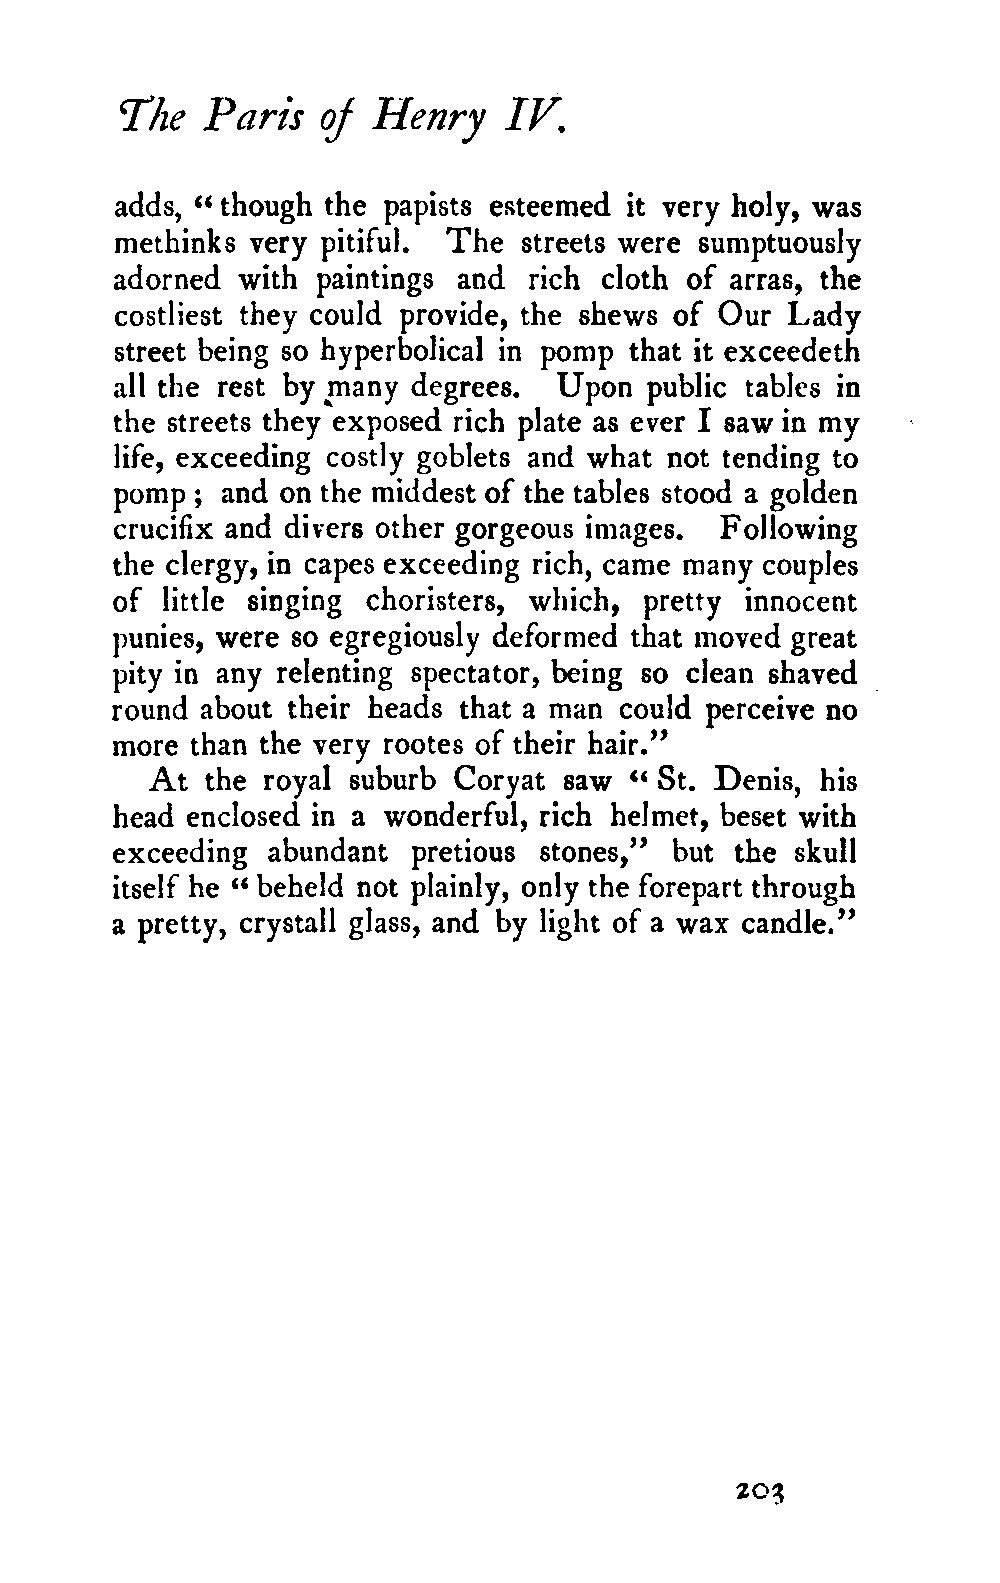 The Paris of Henry IV.
adds, “ though the papists esteemed it very holy, was
methinks very pitiful. The streets were sumptuously
adorned with paintings and rich cloth of arras, the
costliest they could provide, the shews of Our Lady
street being so hyperbolical in pomp that it exceedeth
all the rest by many degrees. Upon public tables in
the streets they exposed rich plate as ever I saw in my
life, exceeding costly goblets and what not tending to
pomp ; and on the middest of the tables stood a golden
crucifix and divers other gorgeous images. Following
the clergy, in capes exceeding rich, came many couples
of little singing choristers, which, pretty innocent
punies, were so egregiously deformed that moved great
pity in any relenting spectator, being so clean shaved
round about their heads that a man could perceive no
more than the very rootes of their hair.”
At the royal suburb Coryat saw “ St. Denis, his
head enclosed in a wonderful, rich helmet, beset with
exceeding abundant pretious stones,” but the skull
itself he “ beheld not plainly, only the forepart through
a pretty, crystall glass, and by light of a wax candle.”
203